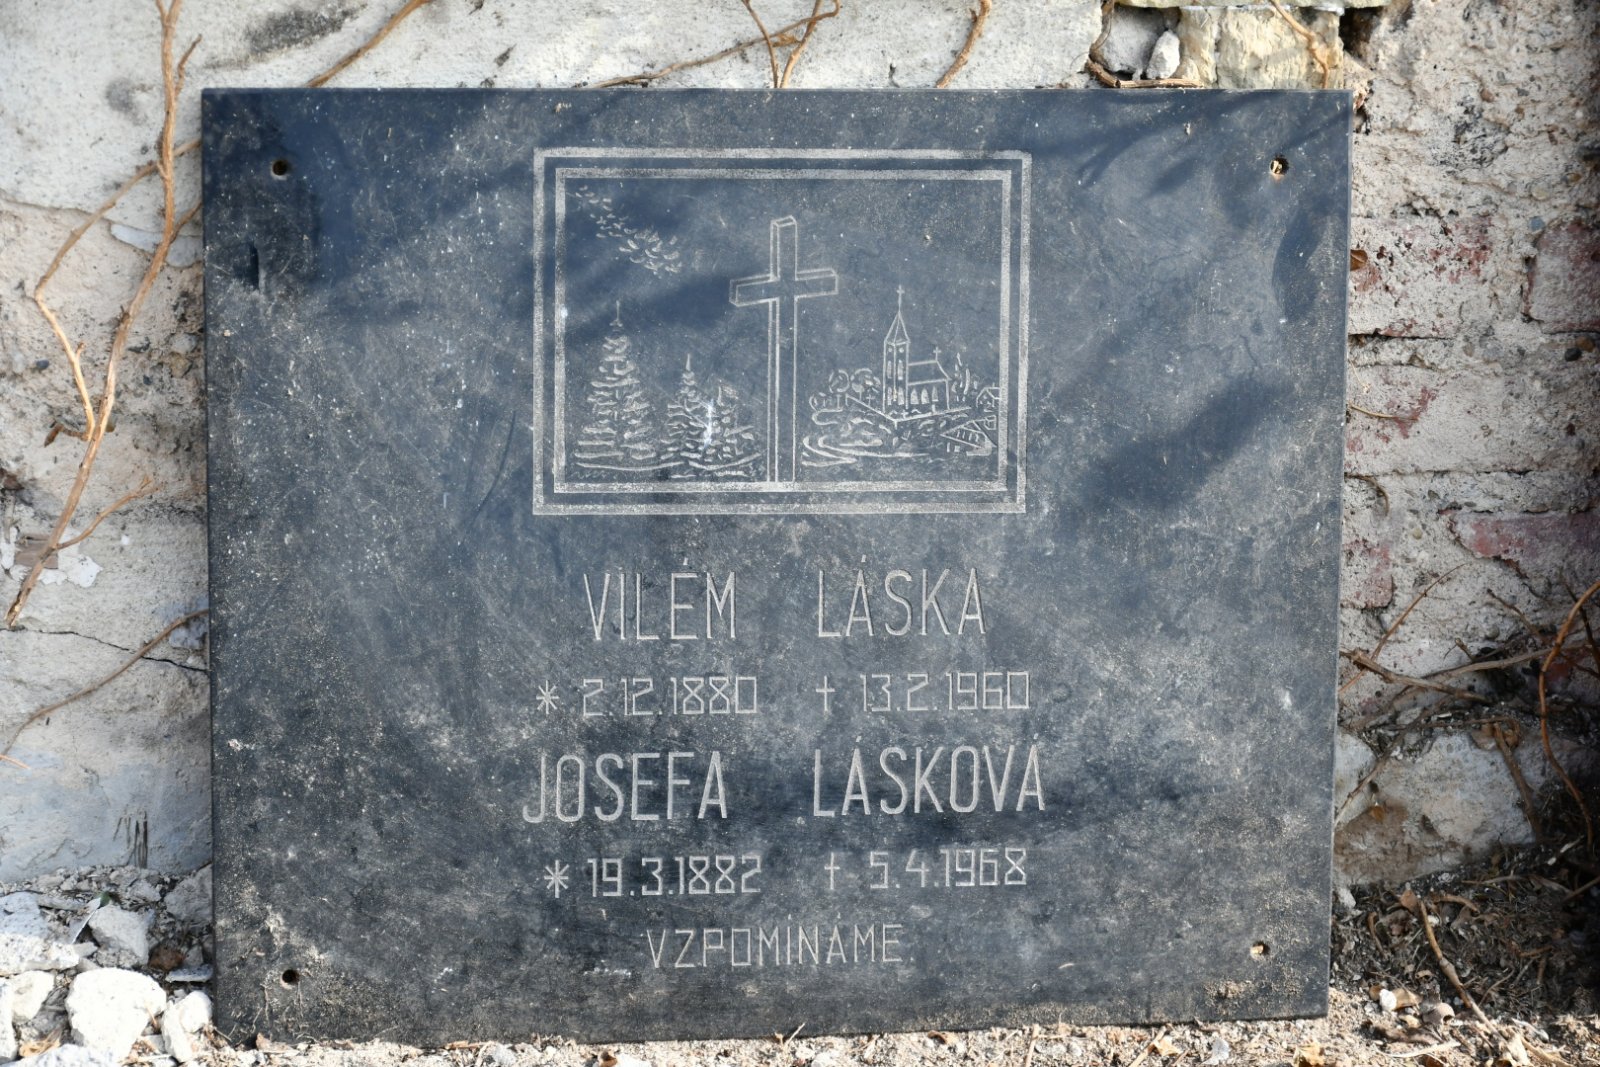 VILÉM LÁSKA
* 2.12.1880 † 13.2.1960
JOSEFA LÁSKOVÁ
* 19.3.1882 † 5.4.1968
VZPOMÍNÁME.